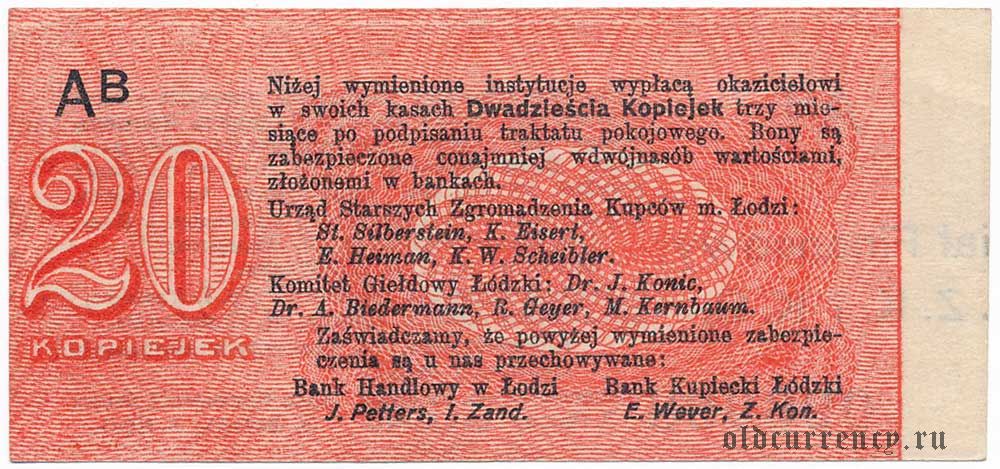 AB
Niżej wymienione instytucje wypłacą okazicielowi
w swoich kasach Dwadzieścia Kopiejek trzy mie-
siące po podpisaniu traktatu pokojowego. Bony są
zabezpieczone conajmniej wdwójnasób wartościami,
złożonemi w bankach.
Urząd Starszych Zgromadzenia Kupców m. Łodzi:
St. Silberstein, K. Eisert,
E. Heiman, K. W. Scheibler.
Komitet Giełdowy Łódzki: Dr. J. Konic,
Dr. A. Biedermann, R. Geyer, M. Kernbaum.
Zaświadczamy, że powyżej wymienione zabezpie-
czenia są u nas przechowywane:
Bank Handlowy w Łodzi Bank Kupiecki Łódzki
J. Petters, I. Zand. E. Wever, Z. Kon.
20
KOPIEJEK
oldcurrency.ru